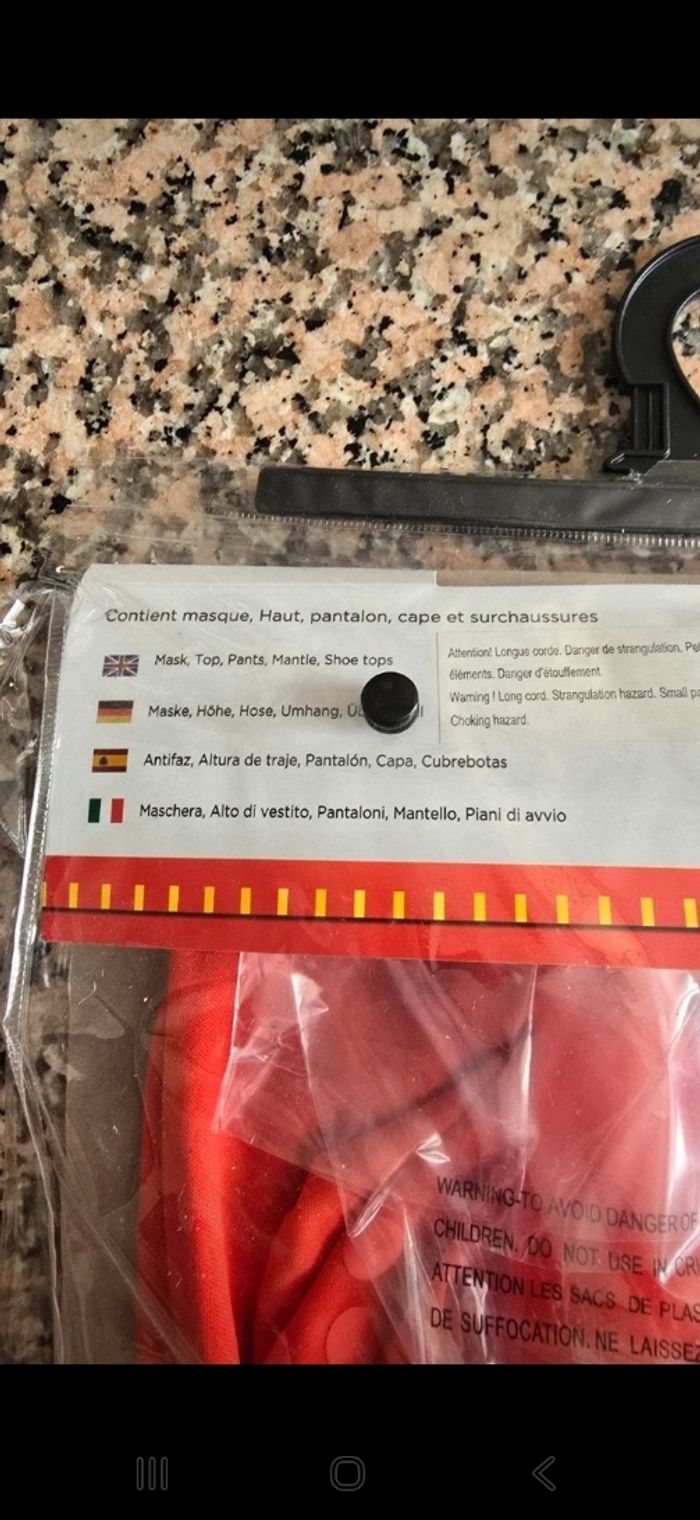 Contient masque, Haut, pantalon, cape et surchaussures
Mask, Top, Pants, Mantle, Shoe tops
Maske, Höhe, Hose, Umhang,
Antifaz, Altura de traje, Pantalón, Capa, Cubrebotas
Maschera, Alto di vestito, Pantaloni, Mantello, Piani di avvio
Attention! Longue corde. Danger de strangulation.
éléments. Danger d'étouffement.
Warning ! Long cord. Strangulation hazard. Small
Choking hazard.
WARNING-TO AVOID DANGER OF
CHILDREN. DO NOT USE IN
ATTENTION LES SACS DE
DE SUFFOCATION. NE LAISSEZ